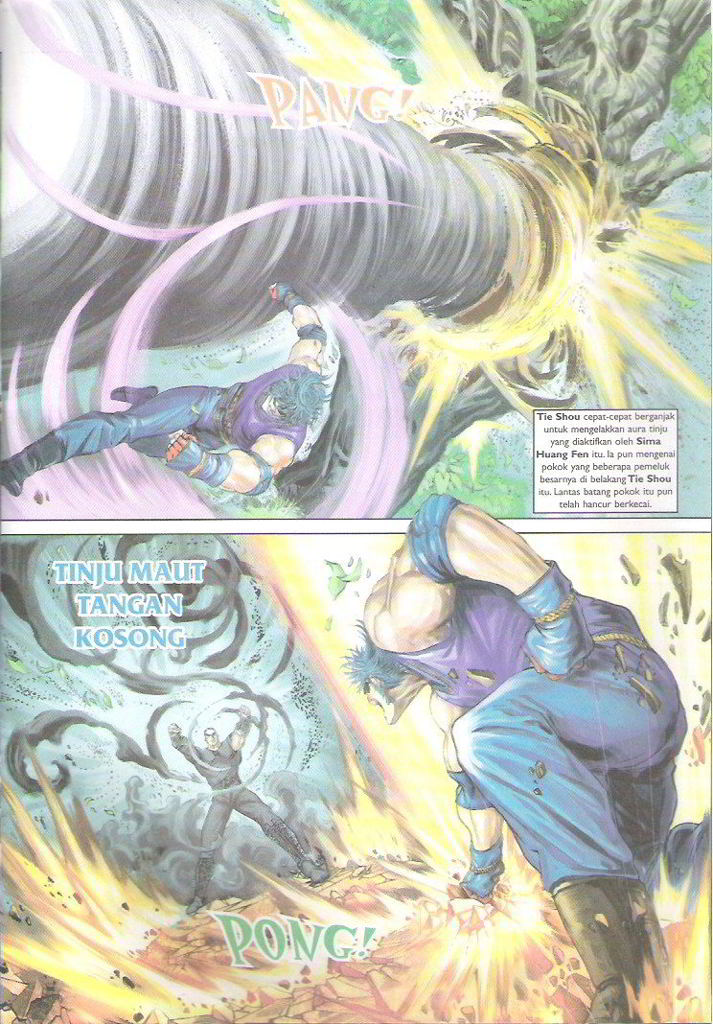 PANG!
Tie Shou cepat-cepat berganjak
untuk mengelakkan aura tinju
yang diaktifkan oleh Sima
Huang Fen itu. Ia pun mengenai
pokok yang beberapa pemeluk
besarnya di belakang Tie Shou
itu. Lantas batang pokok itu pun
telah hancur berkecai.
TINJU MAUT
TANGAN
KOSONG
PONG!